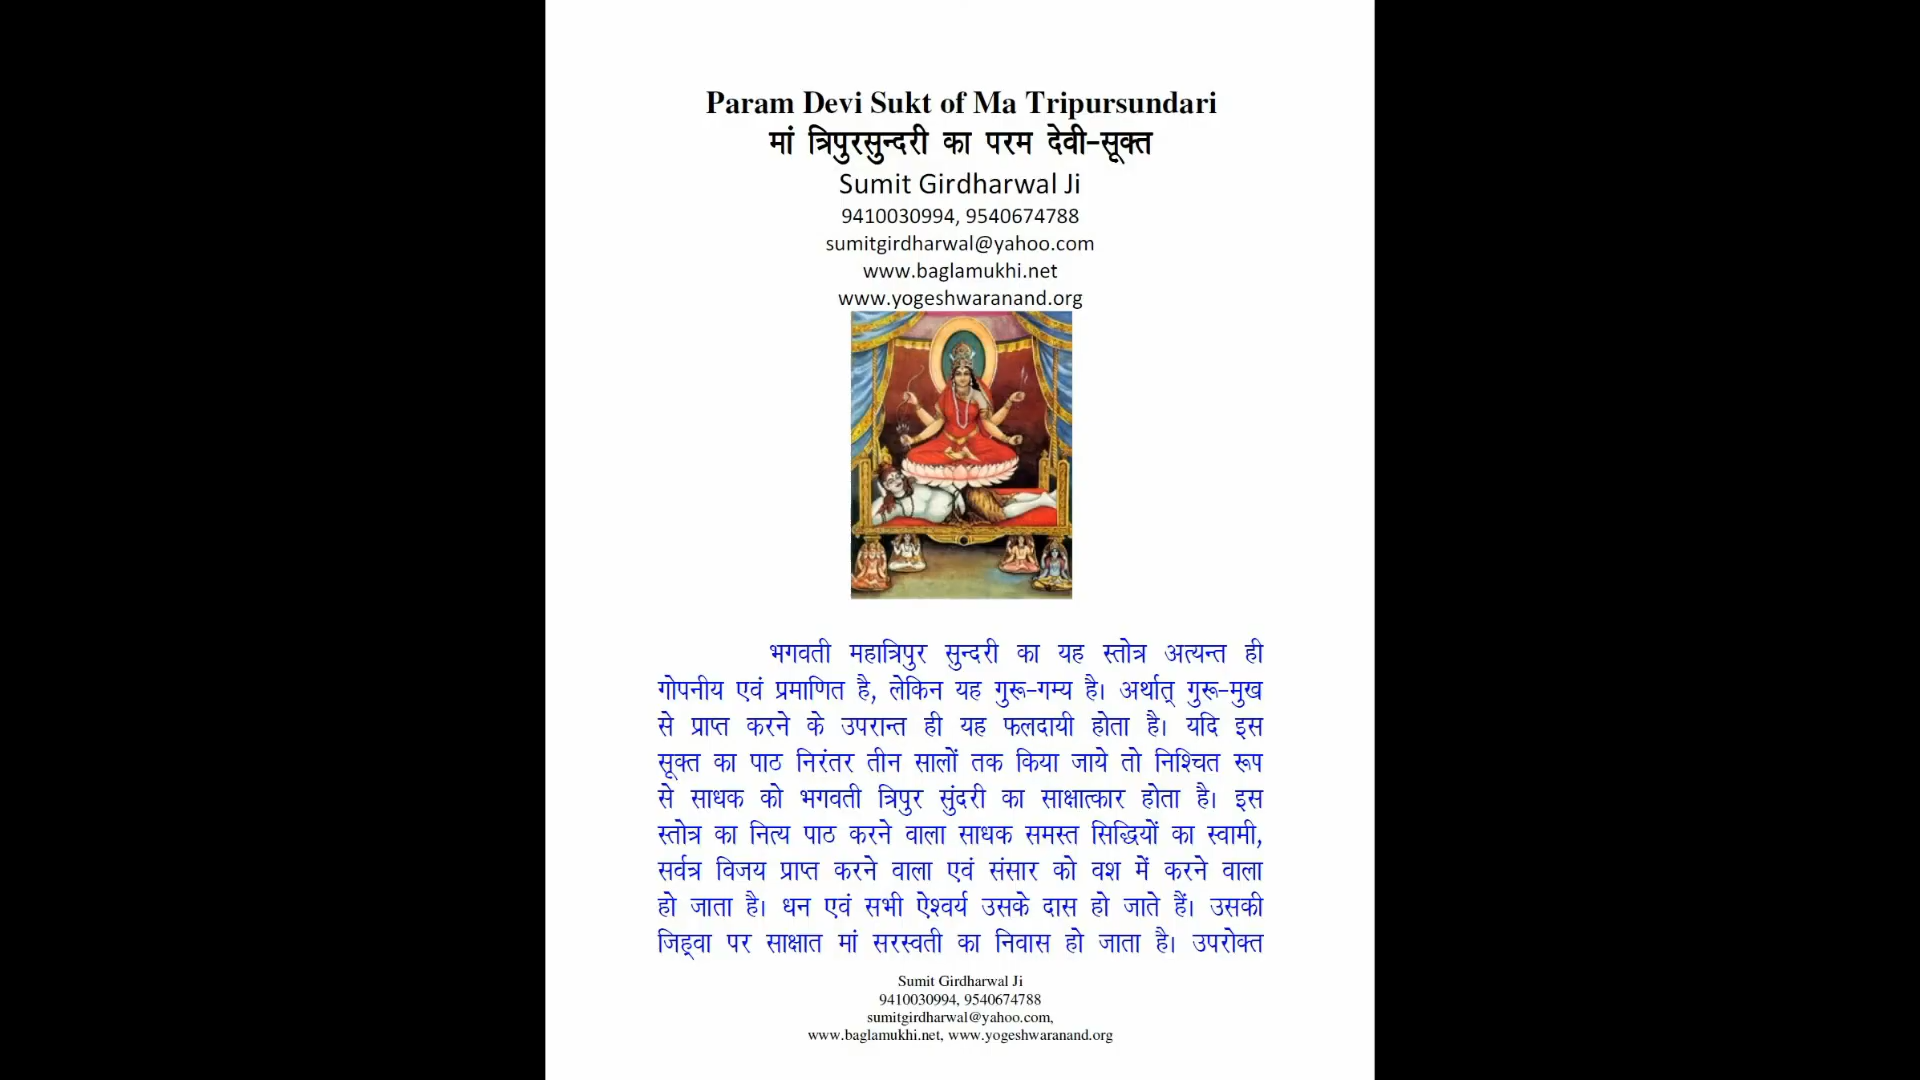 Param Devi Sukt of Ma Tripursundari
मां त्रिपुरसुन्दरी का परम देवी-सूक्त
Sumit Girdharwal Ji
9410030994, 9540674788
sumitgirdharwal@yahoo.com
www.baglamukhi.net
www.yogeshwaranand.org
भगवती महात्रिपुर सुन्दरी का यह स्तोत्र अत्यन्त ही
गोपनीय एवं प्रमाणित है, लेकिन यह गुरू-गम्य है। अर्थात् गुरू-मुख
से प्राप्त करने के उपरान्त ही यह फलदायी होता है। यदि इस
सूक्त का पाठ निरंतर तीन सालों तक किया जाये तो निश्चित रूप
से साधक को भगवती त्रिपुर सुंदरी का साक्षात्कार होता है। इस
स्तोत्र का नित्य पाठ करने वाला साधक समस्त सिद्धियों का स्वामी,
सर्वत्र विजय प्राप्त करने वाला एवं संसार को वश में करने वाला
हो जाता है। धन एवं सभी ऐश्वर्य उसके दास हो जाते हैं। उसकी
जिह्वा पर साक्षात मां सरस्वती का निवास हो जाता है। उपरोक्त
Sumit Girdharwal Ji
9410030994, 9540674788
sumitgirdharwal@yahoo.com,
www.baglamukhi.net, www.yogeshwaranand.org